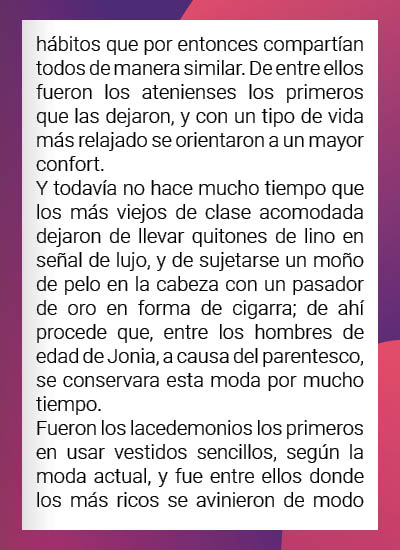 hábitos que por entonces compartían
todos de manera similar. De entre ellos
fueron los atenienses los primeros
que las dejaron, y con un tipo de vida
más relajado se orientaron a un mayor
confort.
Y todavía no hace mucho tiempo que
los más viejos de clase acomodada
dejaron de llevar quitones de lino en
señal de lujo, y de sujetarse un moño
de pelo en la cabeza con un pasador
de oro en forma de cigarra; de ahí
procede que, entre los hombres de
edad de Jonia, a causa del parentesco,
se conservara esta moda por mucho
tiempo.
Fueron los lacedemonios los primeros
en usar vestidos sencillos, según la
moda actual, y fue entre ellos donde
los más ricos se avinieron de modo